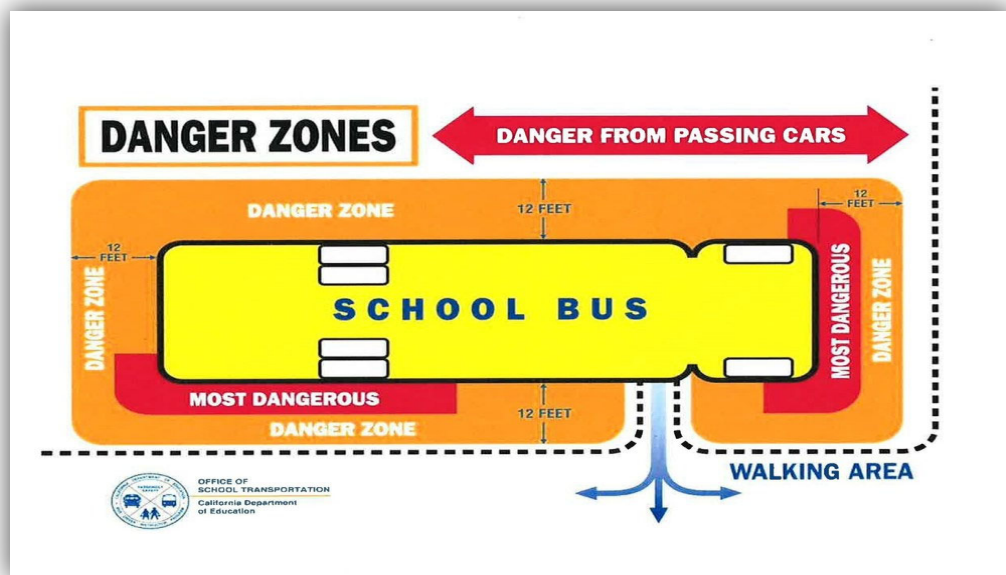 DANGER ZONES
DANGER FROM PASSING CARS
DANGER ZONE
12 FEET
12
FEET
12
FEET
DANGER ZONE
SCHOOL BUS
MOST DANGEROUS
DANGER ZONE
MOST DANGEROUS
12 FEET
DANGER ZONE
WALKING AREA
OFFICE OF
SCHOOL TRANSPORTATION
California Department
of Education